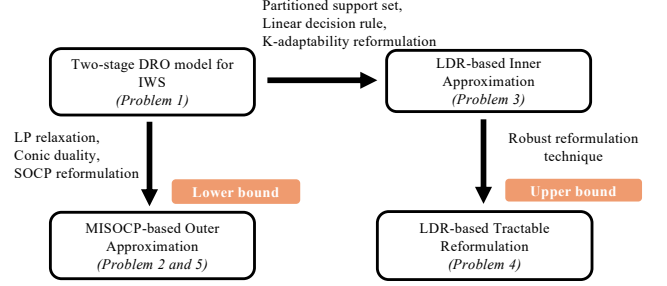 Partitioned support set,
Linear decision rule,
K-adaptability reformulation
Two-stage DRO model for
IWS
(Problem 1)
LDR-based Inner
Approximation
(Problem 3)
LP relaxation,
Conic duality,
SOCP reformulation
Robust reformulation
technique
Lower bound
Upper bound
MISOCP-based Outer
Approximation
(Problem 2 and 5)
LDR-based Tractable
Reformulation
(Problem 4)